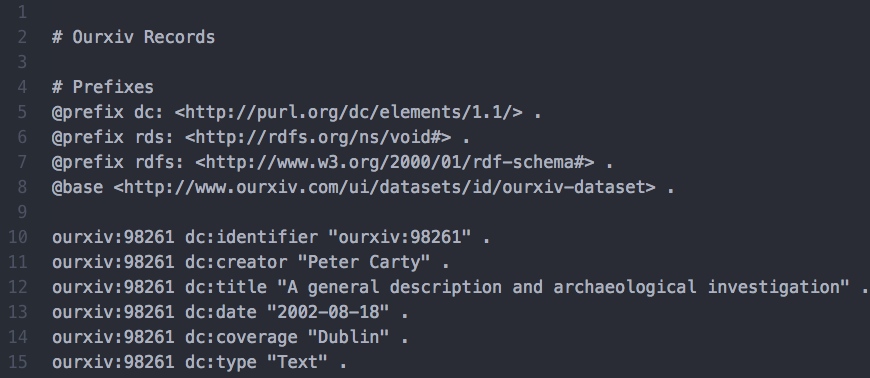 1
2 # Ourxiv Records
3
4 # Prefixes
5 @prefix dc: <http://purl.org/dc/elements/1.1/> .
6 @prefix rds: <http://rdfs.org/ns/void#> .
7 @prefix rdfs: <http://www.w3.org/2000/01/rdf-schema#> .
8 @base <http://www.ourxiv.com/ui/datasets/id/ourxiv-dataset> .
9
10 ourxiv:98261 dc:identifier "ourxiv:98261" .
11 ourxiv:98261 dc:creator "Peter Carty" .
12 ourxiv:98261 dc:title "A general description and archaeological investigation" .
13 ourxiv:98261 dc:date "2002-08-18" .
14 ourxiv:98261 dc:coverage "Dublin" .
15 ourxiv:98261 dc:type "Text" .